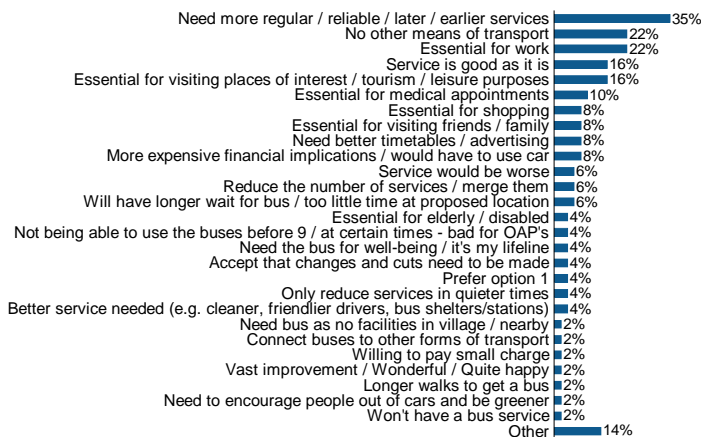 Need more regular / reliable / later / earlier services 35%
No other means of transport 22%
Essential for work 22%
Service is good as it is 16%
Essential for visiting places of interest / tourism / leisure purposes 16%
Essential for medical appointments 10%
Essential for shopping 8%
Essential for visiting friends / family 8%
Need better timetables / advertising 8%
More expensive financial implications / would have to use car 8%
Service would be worse 6%
Reduce the number of services / merge them 6%
Will have longer wait for bus / too little time at proposed location 6%
Essential for elderly / disabled 4%
Not being able to use the buses before 9 / at certain times - bad for OAP's 4%
Need the bus for well-being / it's my lifeline 4%
Accept that changes and cuts need to be made 4%
Prefer option 1 4%
Only reduce services in quieter times 4%
Better service needed (e.g. cleaner, friendlier drivers, bus shelters/stations) 4%
Need bus as no facilities in village / nearby 2%
Connect buses to other forms of transport 2%
Willing to pay small charge 2%
Vast improvement / Wonderful / Quite happy 2%
Longer walks to get a bus 2%
Need to encourage people out of cars and be greener 2%
Won't have a bus service 2%
Other 14%